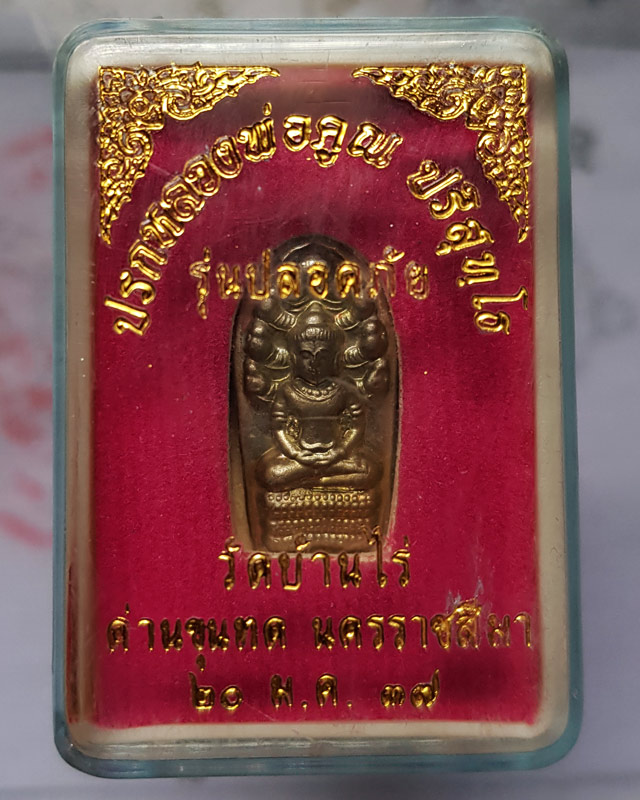 ปรกหลวงพ่อคูณ ปริสุทฺโธ
รุ่นปลอดภัย
วัดบ้านไร่
ด่านขุนทด นครราชสีมา
๒๐ ม.ค. ๓๗